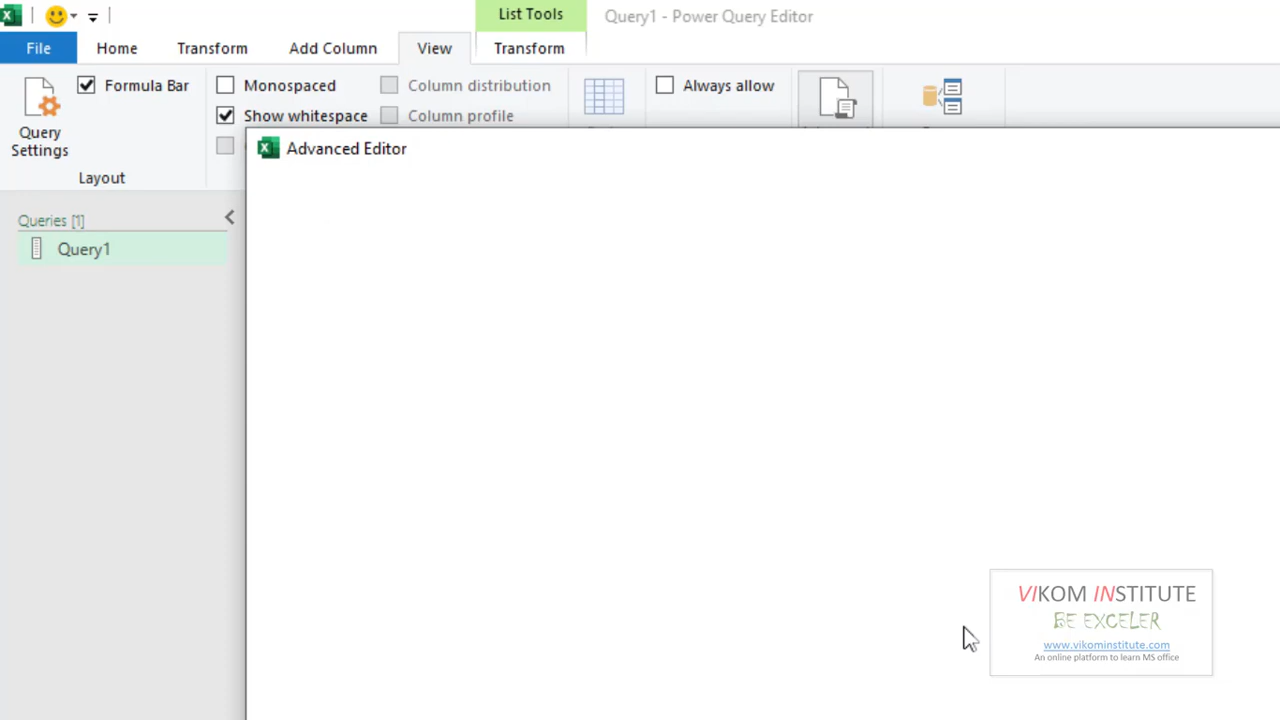 List Tools
Query1 - Power Query Editor
File
Home
Transform
Add Column
View
Transform
Query
Settings
Formula Bar
Layout
Monospaced
Show whitespace
Column distribution
Column profile
Always allow
Advanced Editor
Queries [1]
Query1
VIKOM INSTITUTE
BE EXCELER
www.vikominstitute.com
An online platform to learn MS office